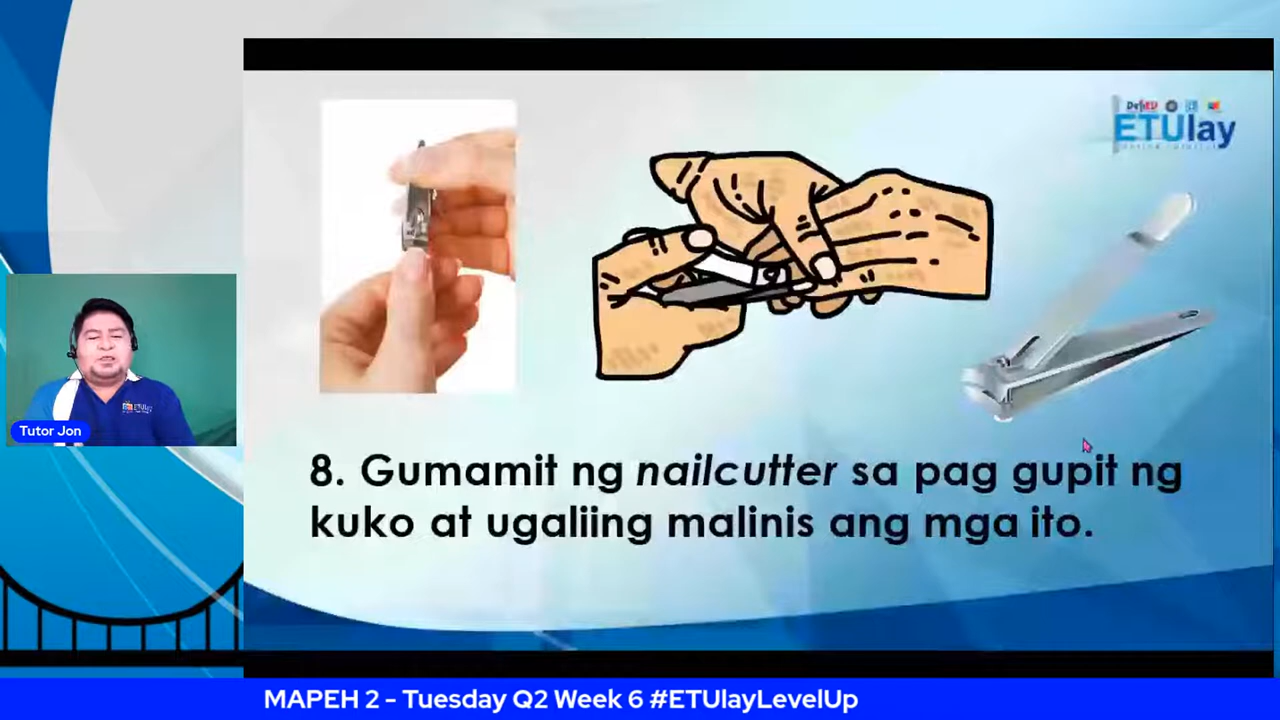 DepEd
ETUlay
Tutor Jon
8. Gumamit ng nailcutter sa pag gupit ng
kuko at ugaliing malinis ang mga ito.
MAPEH 2 - Tuesday Q2 Week 6 #ETUlayLevelUp